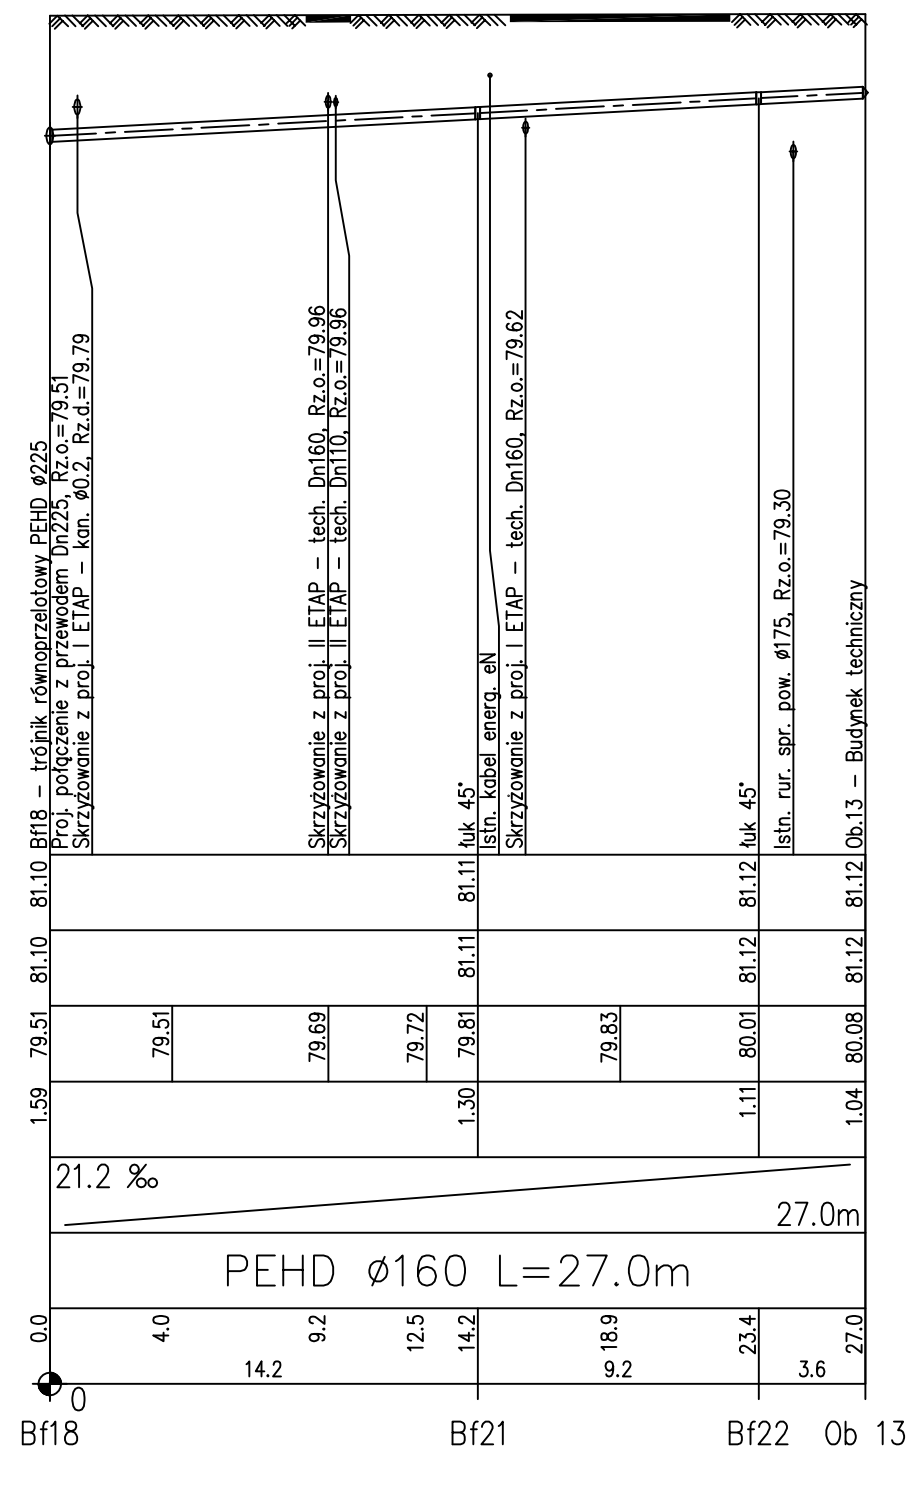 Bf18 – trójnik równoprzelotowy PEHD ø225
Proj. połączenie z przewodem Dn225, Rz.o.=79.51
Skrzyżowanie z proj. I ETAP – kan. ø0.2, Rz.d.=79.79
Skrzyżowanie z proj. II ETAP – tech. Dn160, Rz.o.=79.96
Skrzyżowanie z proj. II ETAP – tech. Dn110, Rz.o.=79.96
łuk 45°
Istn. kabel energ. eN
Skrzyżowanie z proj. I ETAP – tech. Dn160, Rz.o.=79.62
łuk 45°
Istn. rur. spr. pow. ø175, Rz.o.=79.30
Ob.13 – Budynek techniczny
81.10 81.11 81.12 81.12
81.10 81.11 81.12 81.12
79.51 79.51 79.69 79.72 79.81 79.83 80.01 80.08
1.59 1.30 1.11 1.04
21.2 ‰
27.0m
PEHD ø160 L=27.0m
0.0 4.0 9.2 12.5 14.2 18.9 23.4 27.0
14.2 9.2 3.6
0
Bf18 Bf21 Bf22 Ob 13